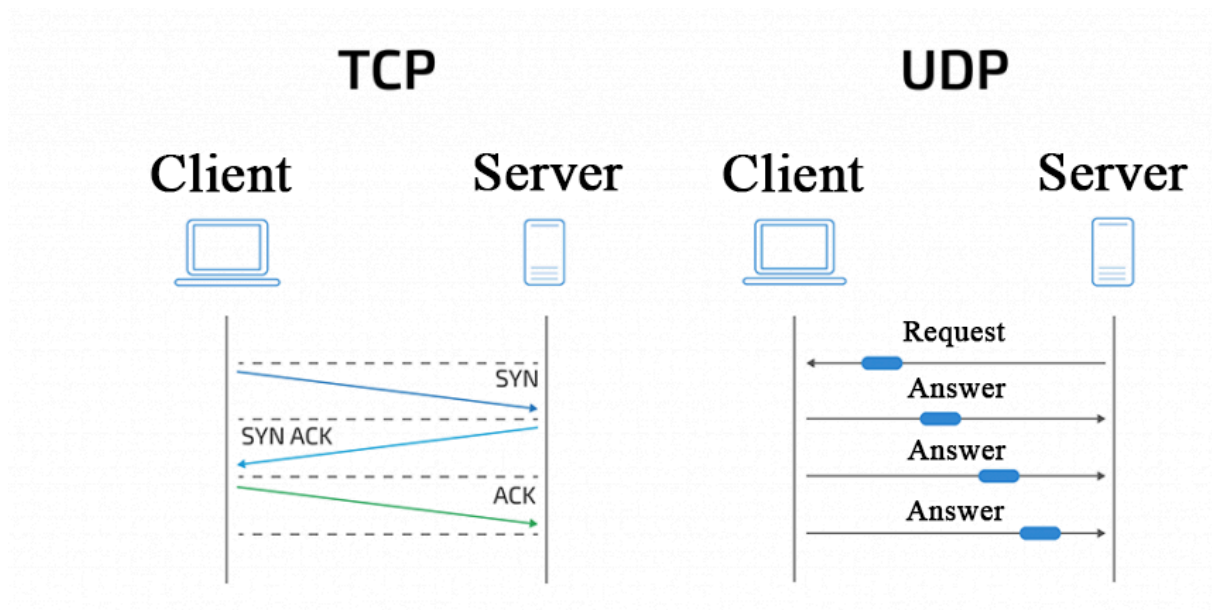 TCP
Client
Server
SYN
SYN ACK
ACK
UDP
Client
Server
Request
Answer
Answer
Answer